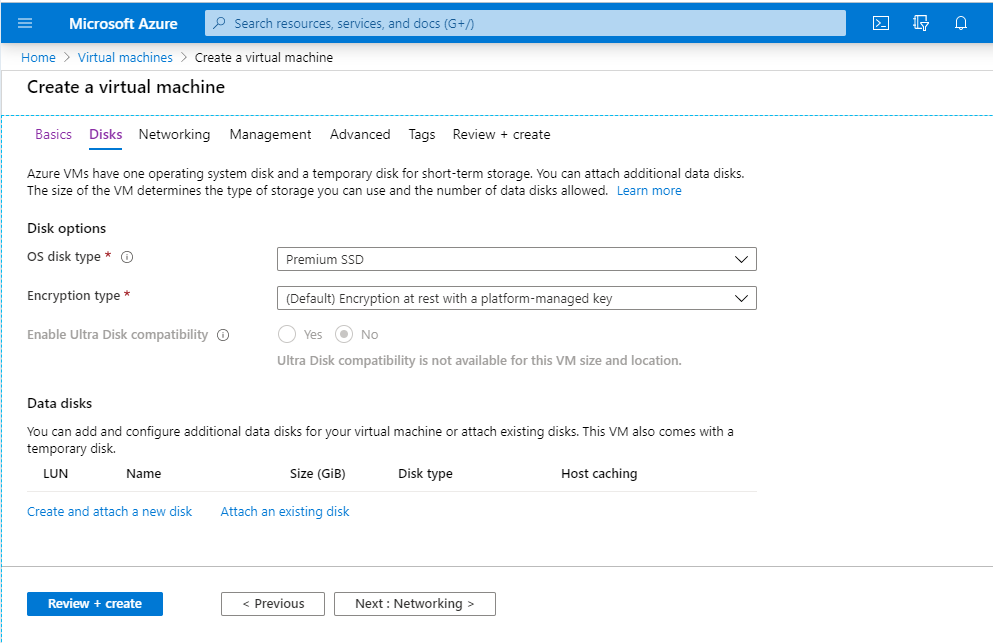 Microsoft Azure
Search resources, services, and docs (G+/)
Home > Virtual machines > Create a virtual machine
Create a virtual machine
Basics Disks Networking Management Advanced Tags Review + create
Azure VMs have one operating system disk and a temporary disk for short-term storage. You can attach additional data disks.
The size of the VM determines the type of storage you can use and the number of data disks allowed. Learn more
Disk options
OS disk type *
Premium SSD
Encryption type *
(Default) Encryption at rest with a platform-managed key
Enable Ultra Disk compatibility
Yes No
Ultra Disk compatibility is not available for this VM size and location.
Data disks
You can add and configure additional data disks for your virtual machine or attach existing disks. This VM also comes with a
temporary disk.
LUN Name Size (GiB) Disk type Host caching
Create and attach a new disk Attach an existing disk
Review + create < Previous Next : Networking >